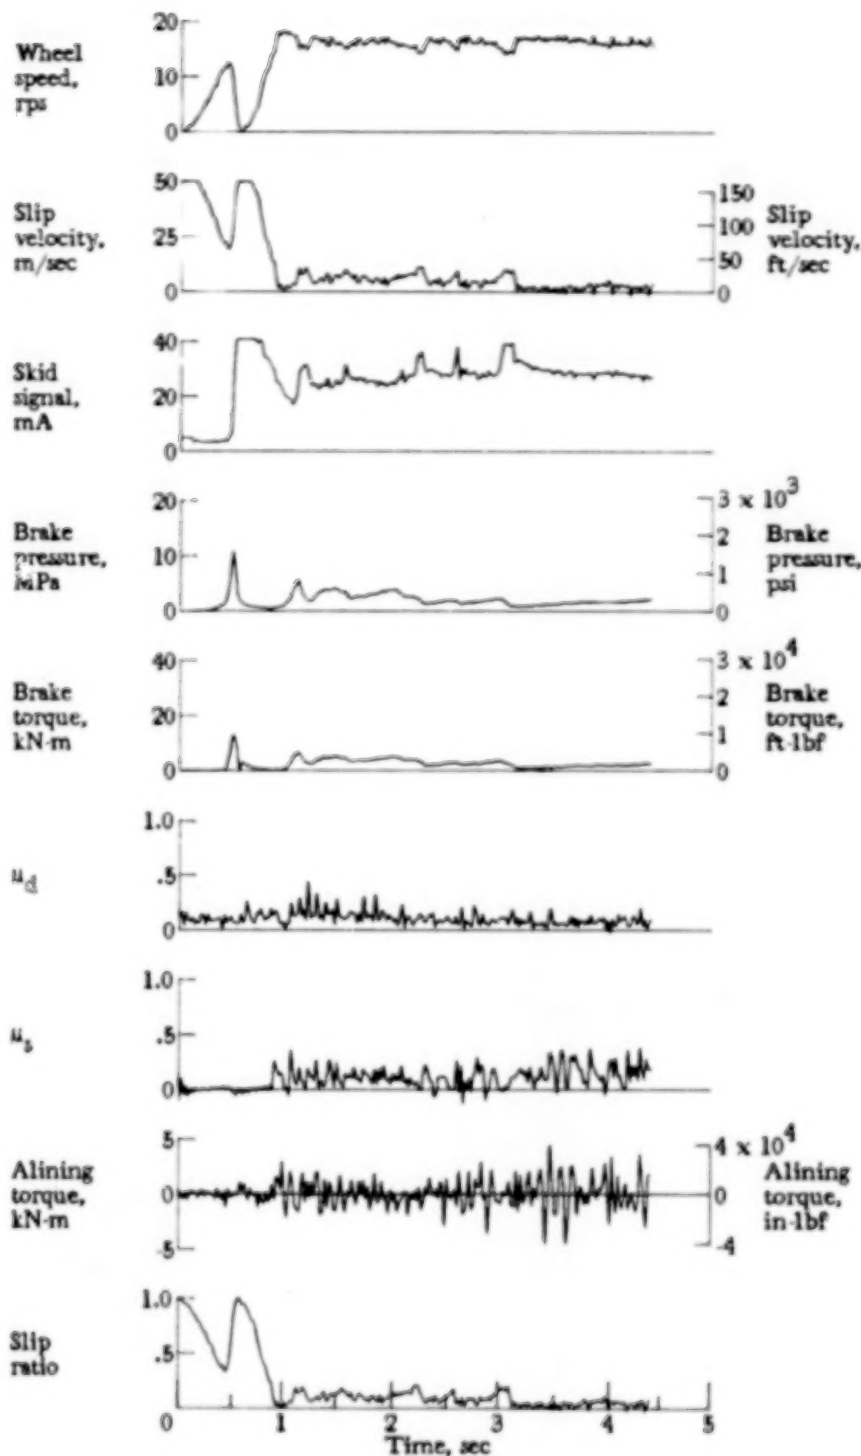 20
Wheel
speed,
rps
10
0
50
Slip
velocity,
m/sec
25
0
150
100
50
0
Slip
velocity,
ft/sec
40
Skid
signal,
mA
20
0
20
Brake
pressure,
MPa
10
0
3 x 10³
2
1
0
Brake
pressure,
psi
40
Brake
torque,
kN-m
20
0
3 x 10⁴
2
1
0
Brake
torque,
ft-lbf
1.0
μd
.5
0
1.0
μs
.5
0
5
Alining
torque,
kN-m
0
-5
4 x 10⁴
2
0
-2
-4
Alining
torque,
in-lbf
1.0
Slip
ratio
.5
0 1 2 3 4 5
Time, sec